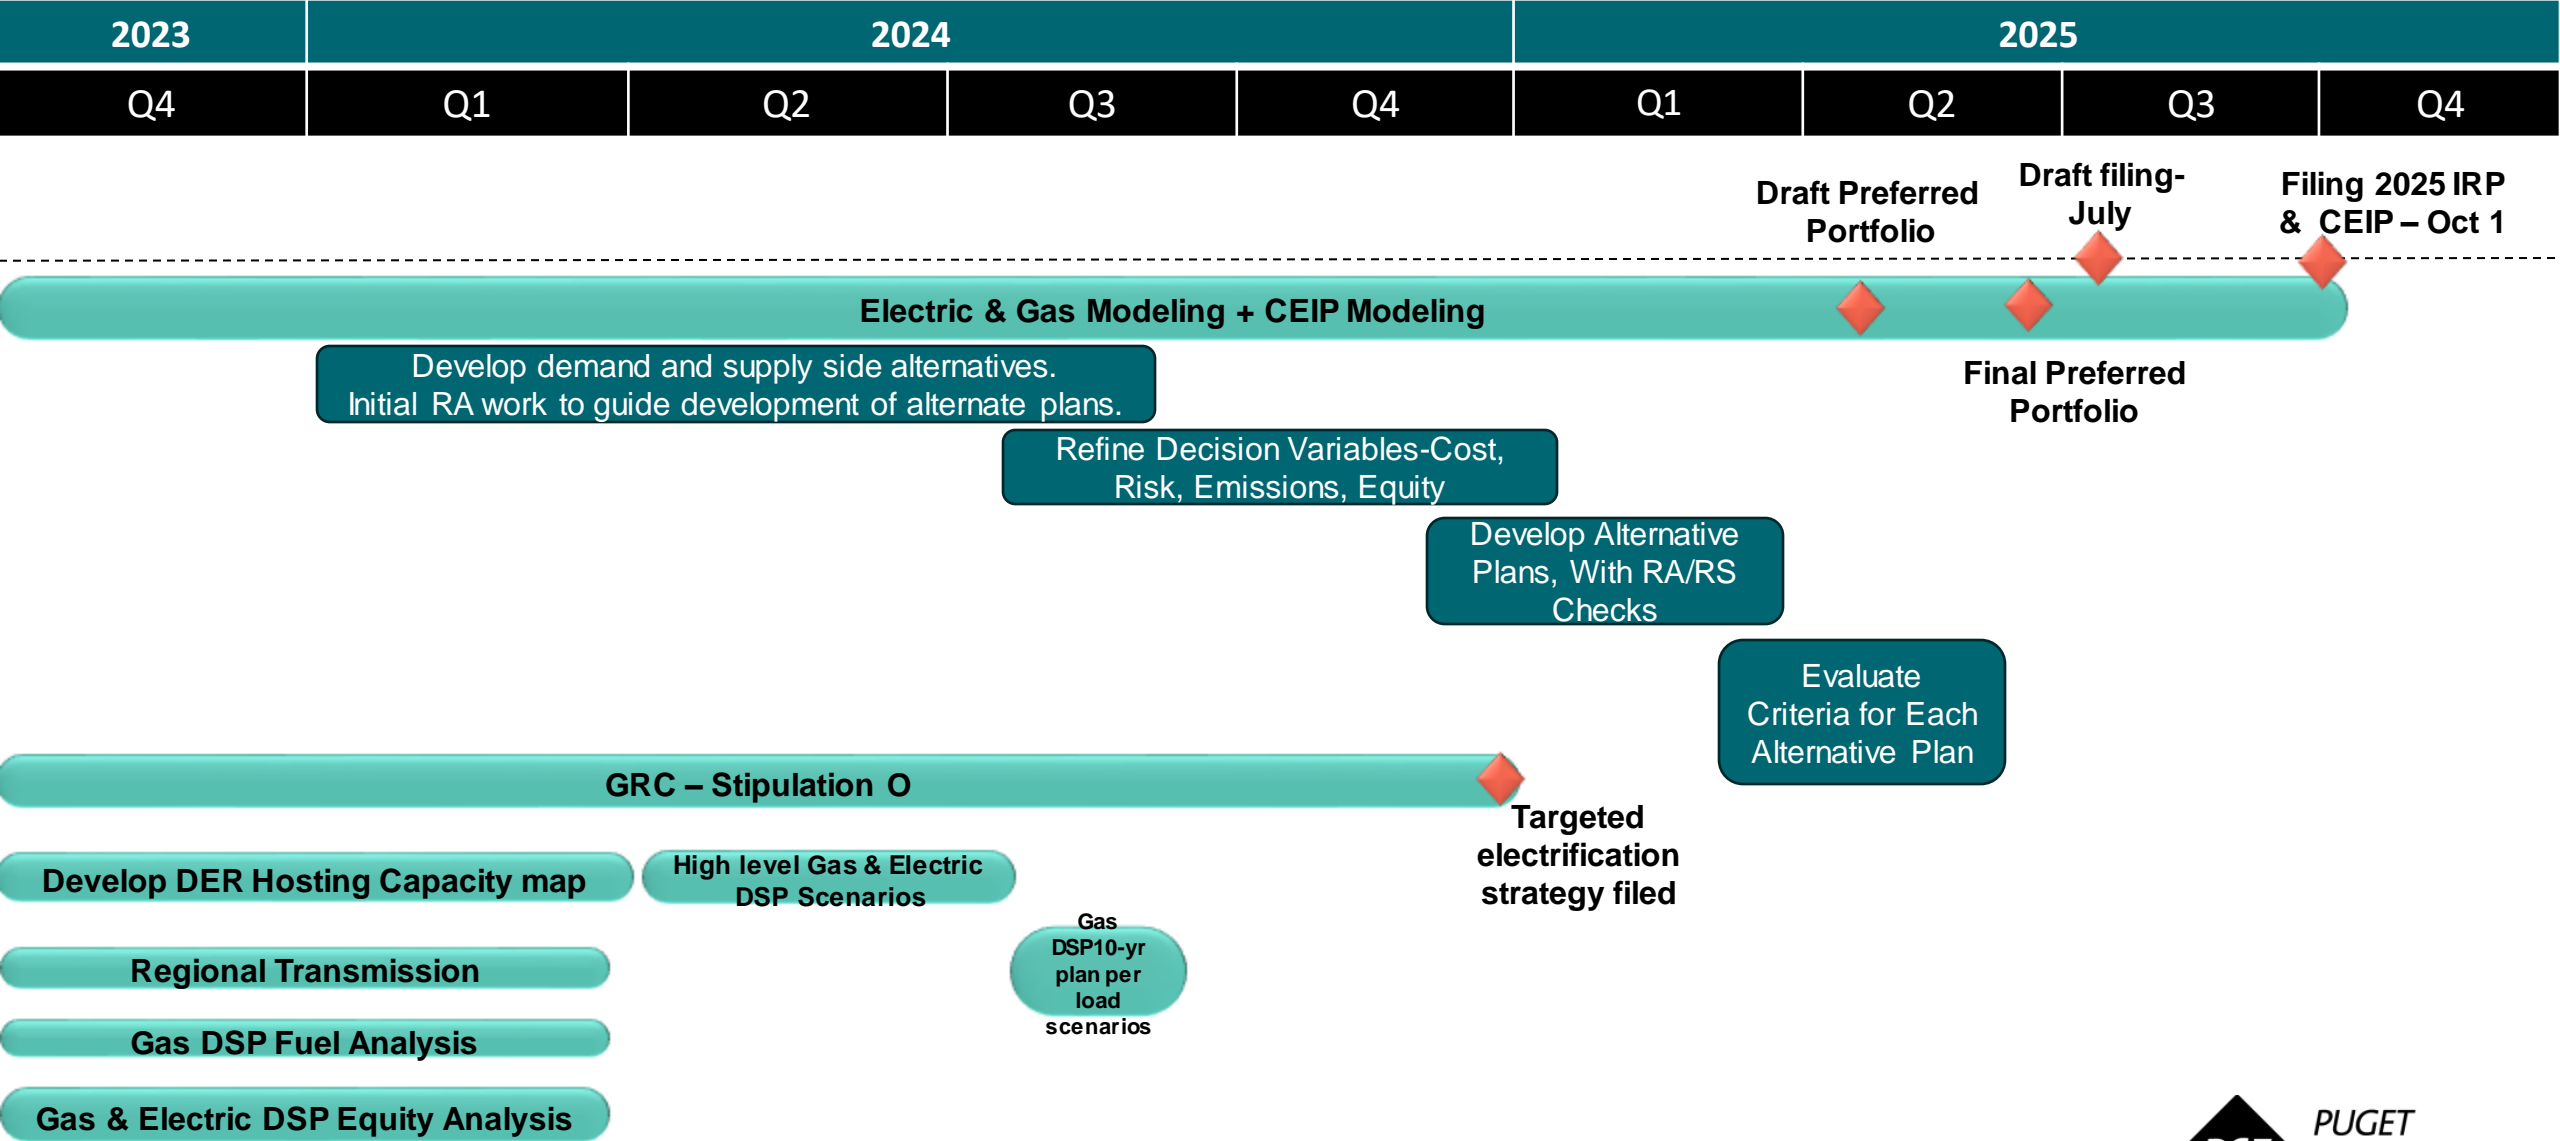 2023
2024
2025
Q4
Q1
Q2
Q3
Q4
Q1
Q2
Q3
Q4
Draft Preferred
Portfolio
Draft filing-
July
Filing 2025 IRP
& CEIP – Oct 1
Electric & Gas Modeling + CEIP Modeling
Develop demand and supply side alternatives.
Initial RA work to guide development of alternate plans.
Final Preferred
Portfolio
Refine Decision Variables-Cost,
Risk, Emissions, Equity
Develop Alternative
Plans, With RA/RS
Checks
Evaluate
Criteria for Each
Alternative Plan
GRC – Stipulation O
Targeted
electrification
strategy filed
Develop DER Hosting Capacity map
High level Gas & Electric
DSP Scenarios
Gas
DSP10-yr
plan per
load
scenarios
Regional Transmission
Gas DSP Fuel Analysis
Gas & Electric DSP Equity Analysis
PUGET